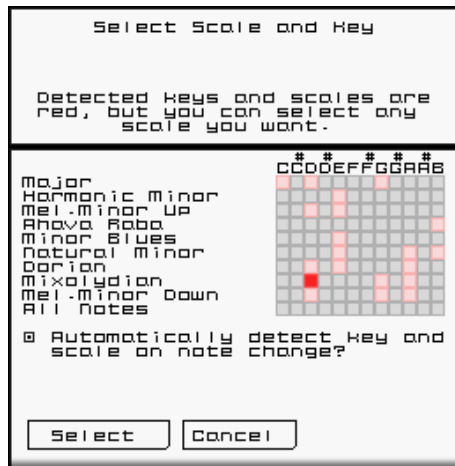 Select Scale and Key
Detected keys and scales are
red, but you can select any
scale you want.
# # # # #
CCDDEFFGGAAB
Major
Harmonic Minor
Mel.Minor Up
Ahava Raba
Minor Blues
Natural Minor
Dorian
Mixolydian
Mel.Minor Down
All Notes
Automatically detect key and
scale on note change?
Select Cancel